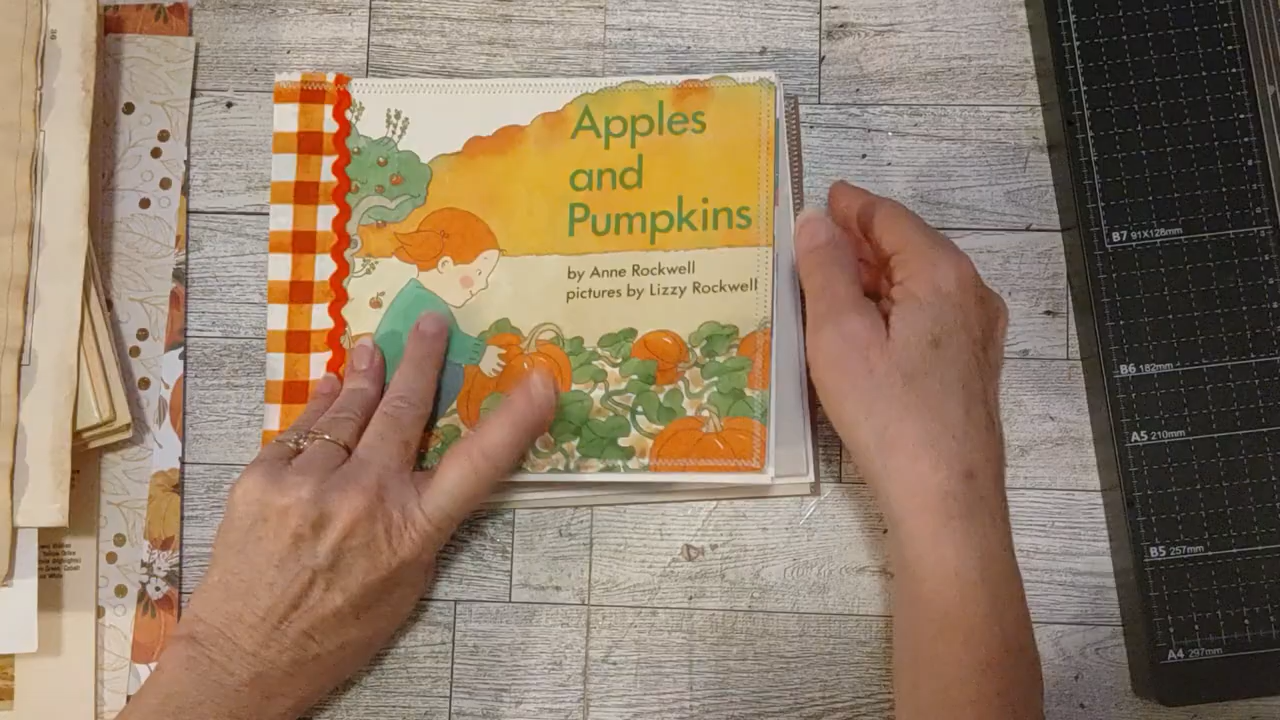 Apples
and
Pumpkins
by Anne Rockwell
pictures by Lizzy Rockwell
B7 91X128mm
B6 182mm
A5 210mm
B5 257mm
A4 297mm